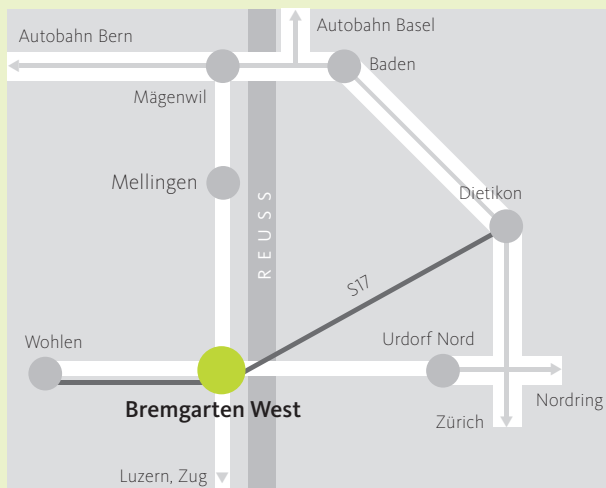 Autobahn Basel
Autobahn Bern
Baden
Mägenwil
Mellingen
Dietikon
REUSS
S17
Wohlen
Urdorf Nord
Bremgarten West
Nordring
Zürich
Luzern, Zug